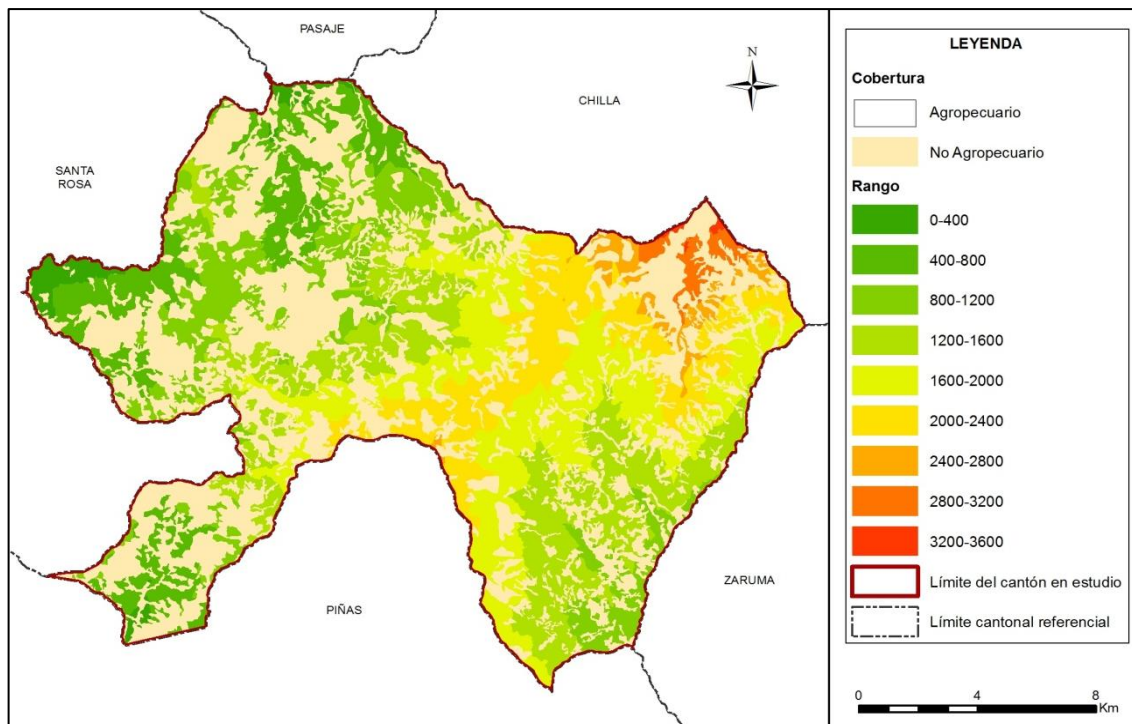 PASAJE
CHILLA
N
SANTA
ROSA
ZARUMA
PIÑAS
LEYENDA
Cobertura
Agropecuario
No Agropecuario
Rango
0-400
400-800
800-1200
1200-1600
1600-2000
2000-2400
2400-2800
2800-3200
3200-3600
Límite del cantón en estudio
Límite cantonal referencial
0 4 8
Km